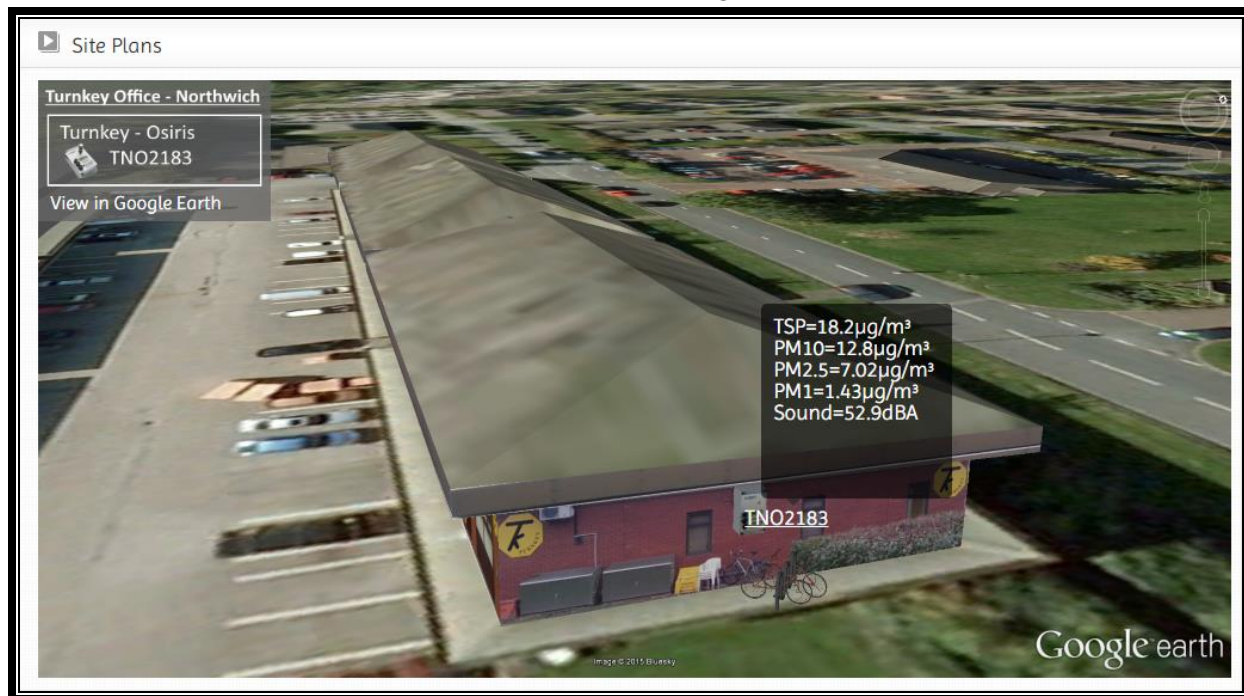 Site Plans
Turnkey Office - Northwich
Turnkey - Osiris
TNO2183
View in Google Earth
TSP=18.2µg/m³
PM10=12.8µg/m³
PM2.5=7.02µg/m³
PM1=1.43µg/m³
Sound=52.9dBA
TNO2183
Google earth
Image © 2015 Bluesky